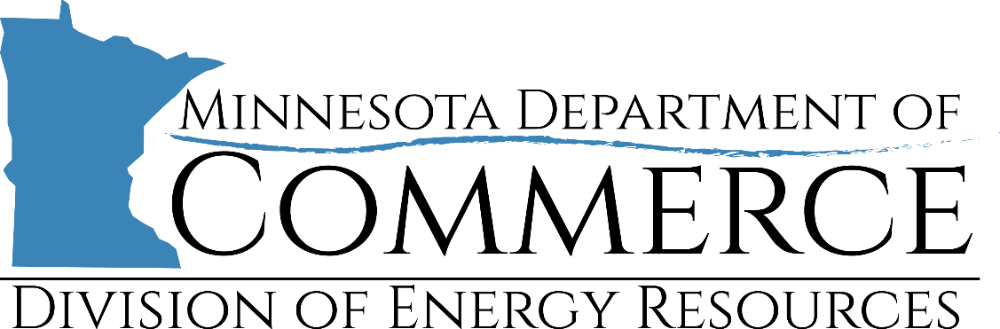 Minnesota Department of
Commerce
Division of Energy Resources